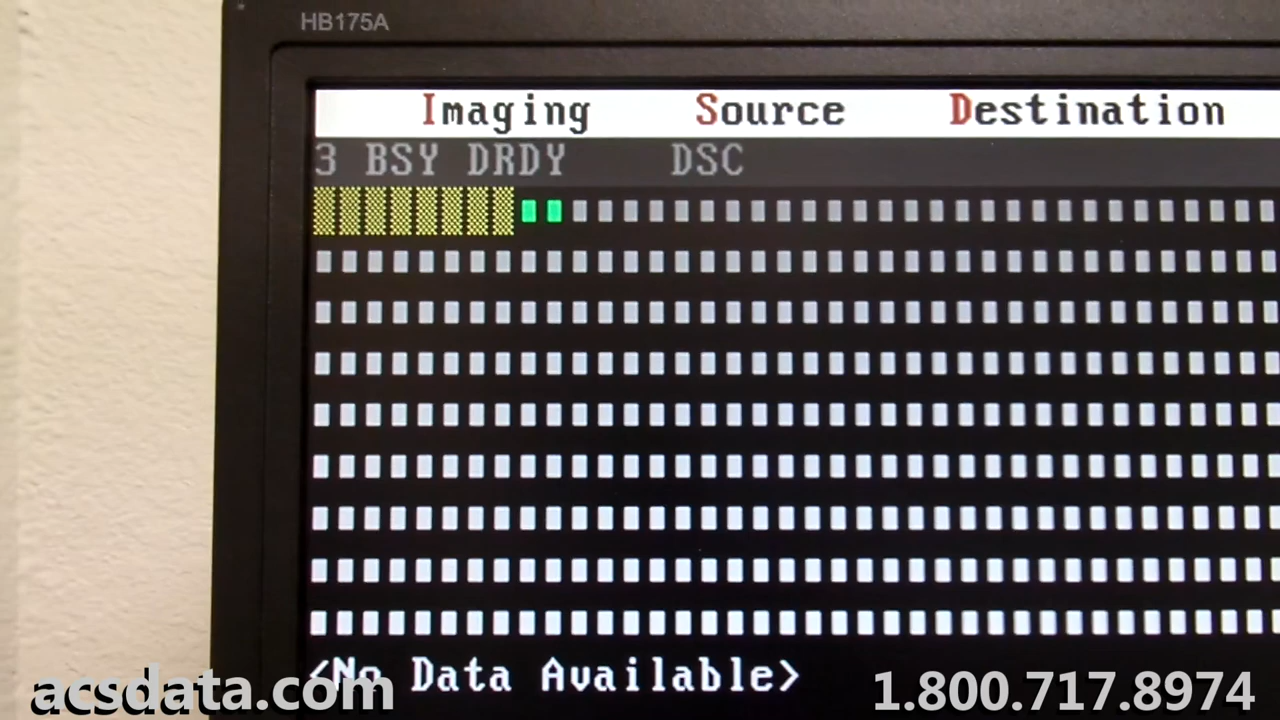 HB175A
Imaging Source Destination
3 BSY DRDY DSC
<No Data Available>
acsdata.com
1.800.717.8974